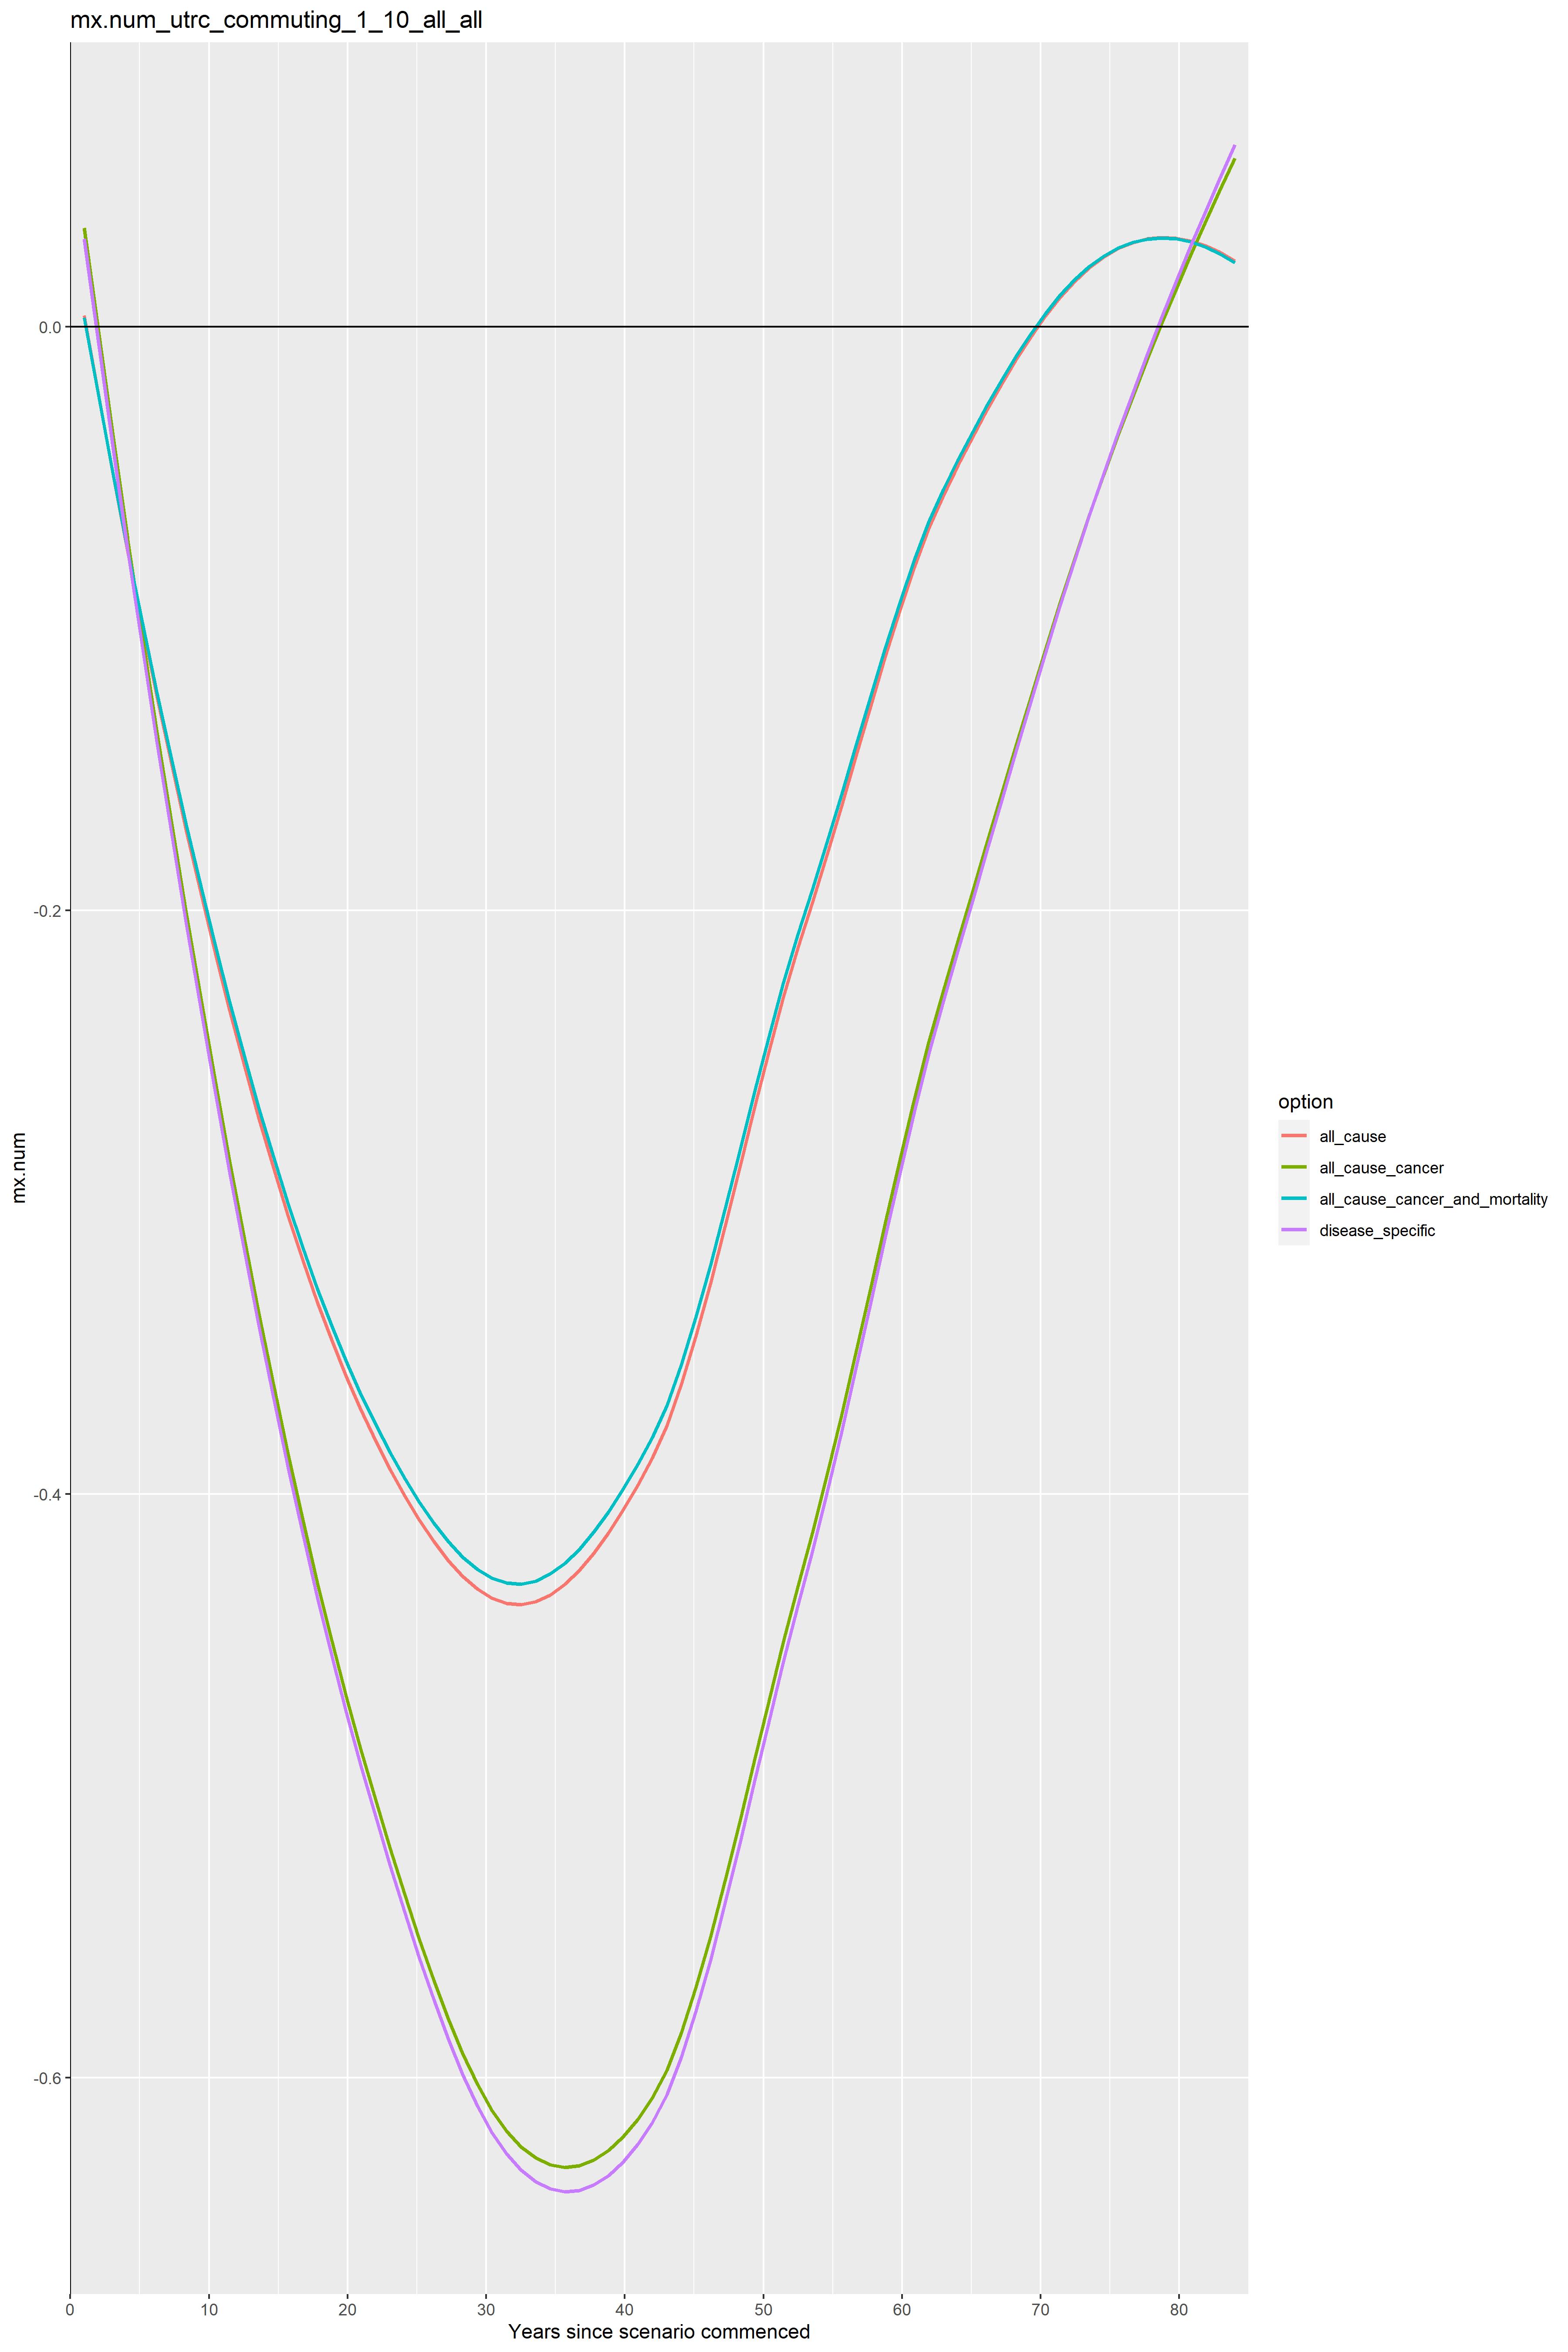 mx.num_utrc_commuting_1_10_all_all
0.0
-0.2
-0.4
-0.6
mx.num
0 10 20 30 40 50 60 70 80
Years since scenario commenced
option
all_cause
all_cause_cancer
all_cause_cancer_and_mortality
disease_specific